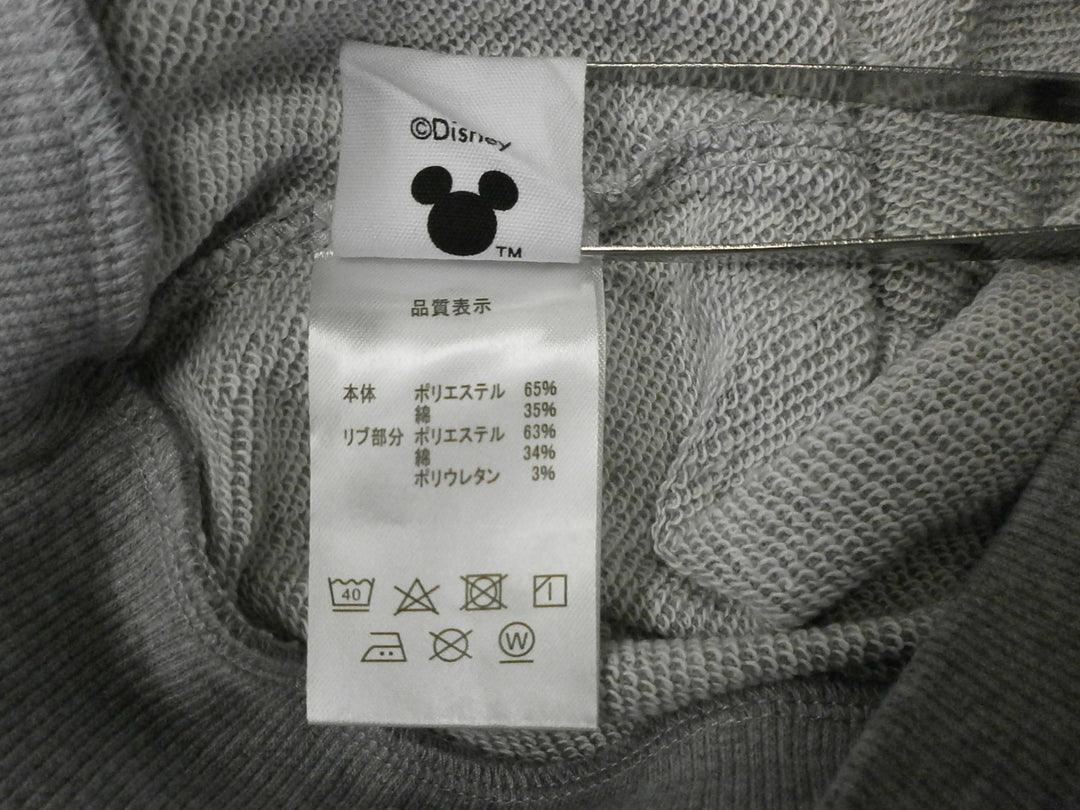 ©Disney
TM
品質表示
本体 ポリエステル 65%
綿 35%
リブ部分 ポリエステル 63%
綿 34%
ポリウレタン 3%
40
W